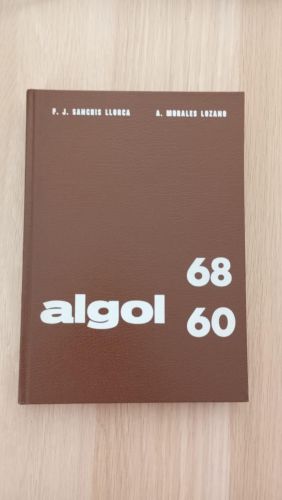 F. J. SANCHIS LLORCA A. MORALES LOZANO
68
algol 60